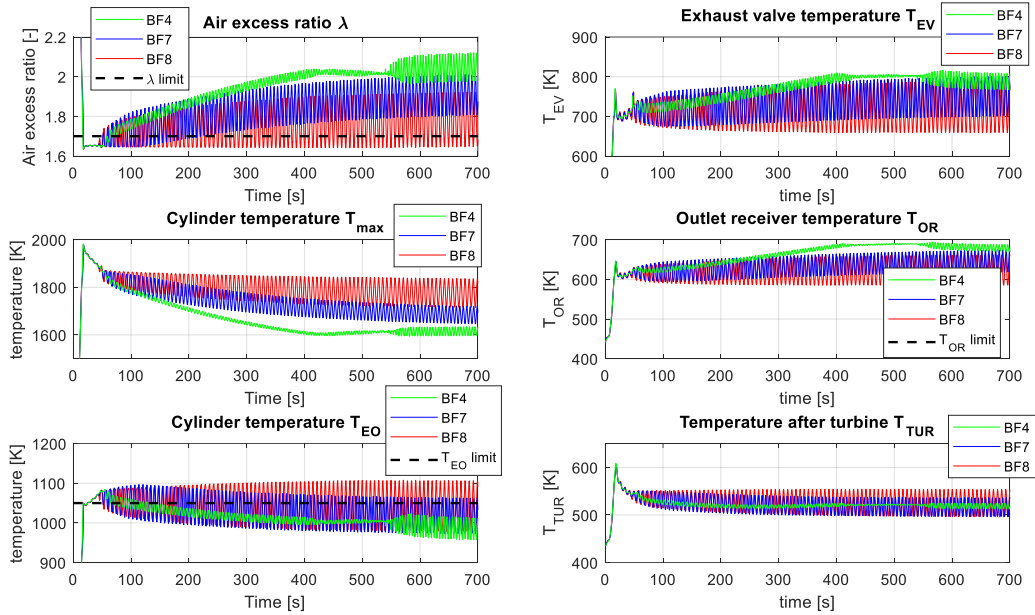 Air excess ratio λ
BF4
BF7
BF8
λ limit
Air excess ratio [-]
2.2
2
1.8
1.6
0 100 200 300 400 500 600 700
Time [s]
Exhaust valve temperature T_EV
BF4
BF7
BF8
T_EV [K]
900
800
700
600
0 100 200 300 400 500 600 700
time [s]
Cylinder temperature T_max
BF4
BF7
BF8
temperature [K]
2000
1800
1600
0 100 200 300 400 500 600 700
Time [s]
Outlet receiver temperature T_OR
BF4
BF7
BF8
T_OR limit
T_OR [K]
700
600
500
400
0 100 200 300 400 500 600 700
time [s]
Cylinder temperature T_EO
BF4
BF7
BF8
T_EO limit
temperature [K]
1200
1100
1000
900
0 100 200 300 400 500 600 700
Time [s]
Temperature after turbine T_TUR
BF4
BF7
BF8
T_TUR [K]
600
500
400
0 100 200 300 400 500 600 700
time [s]